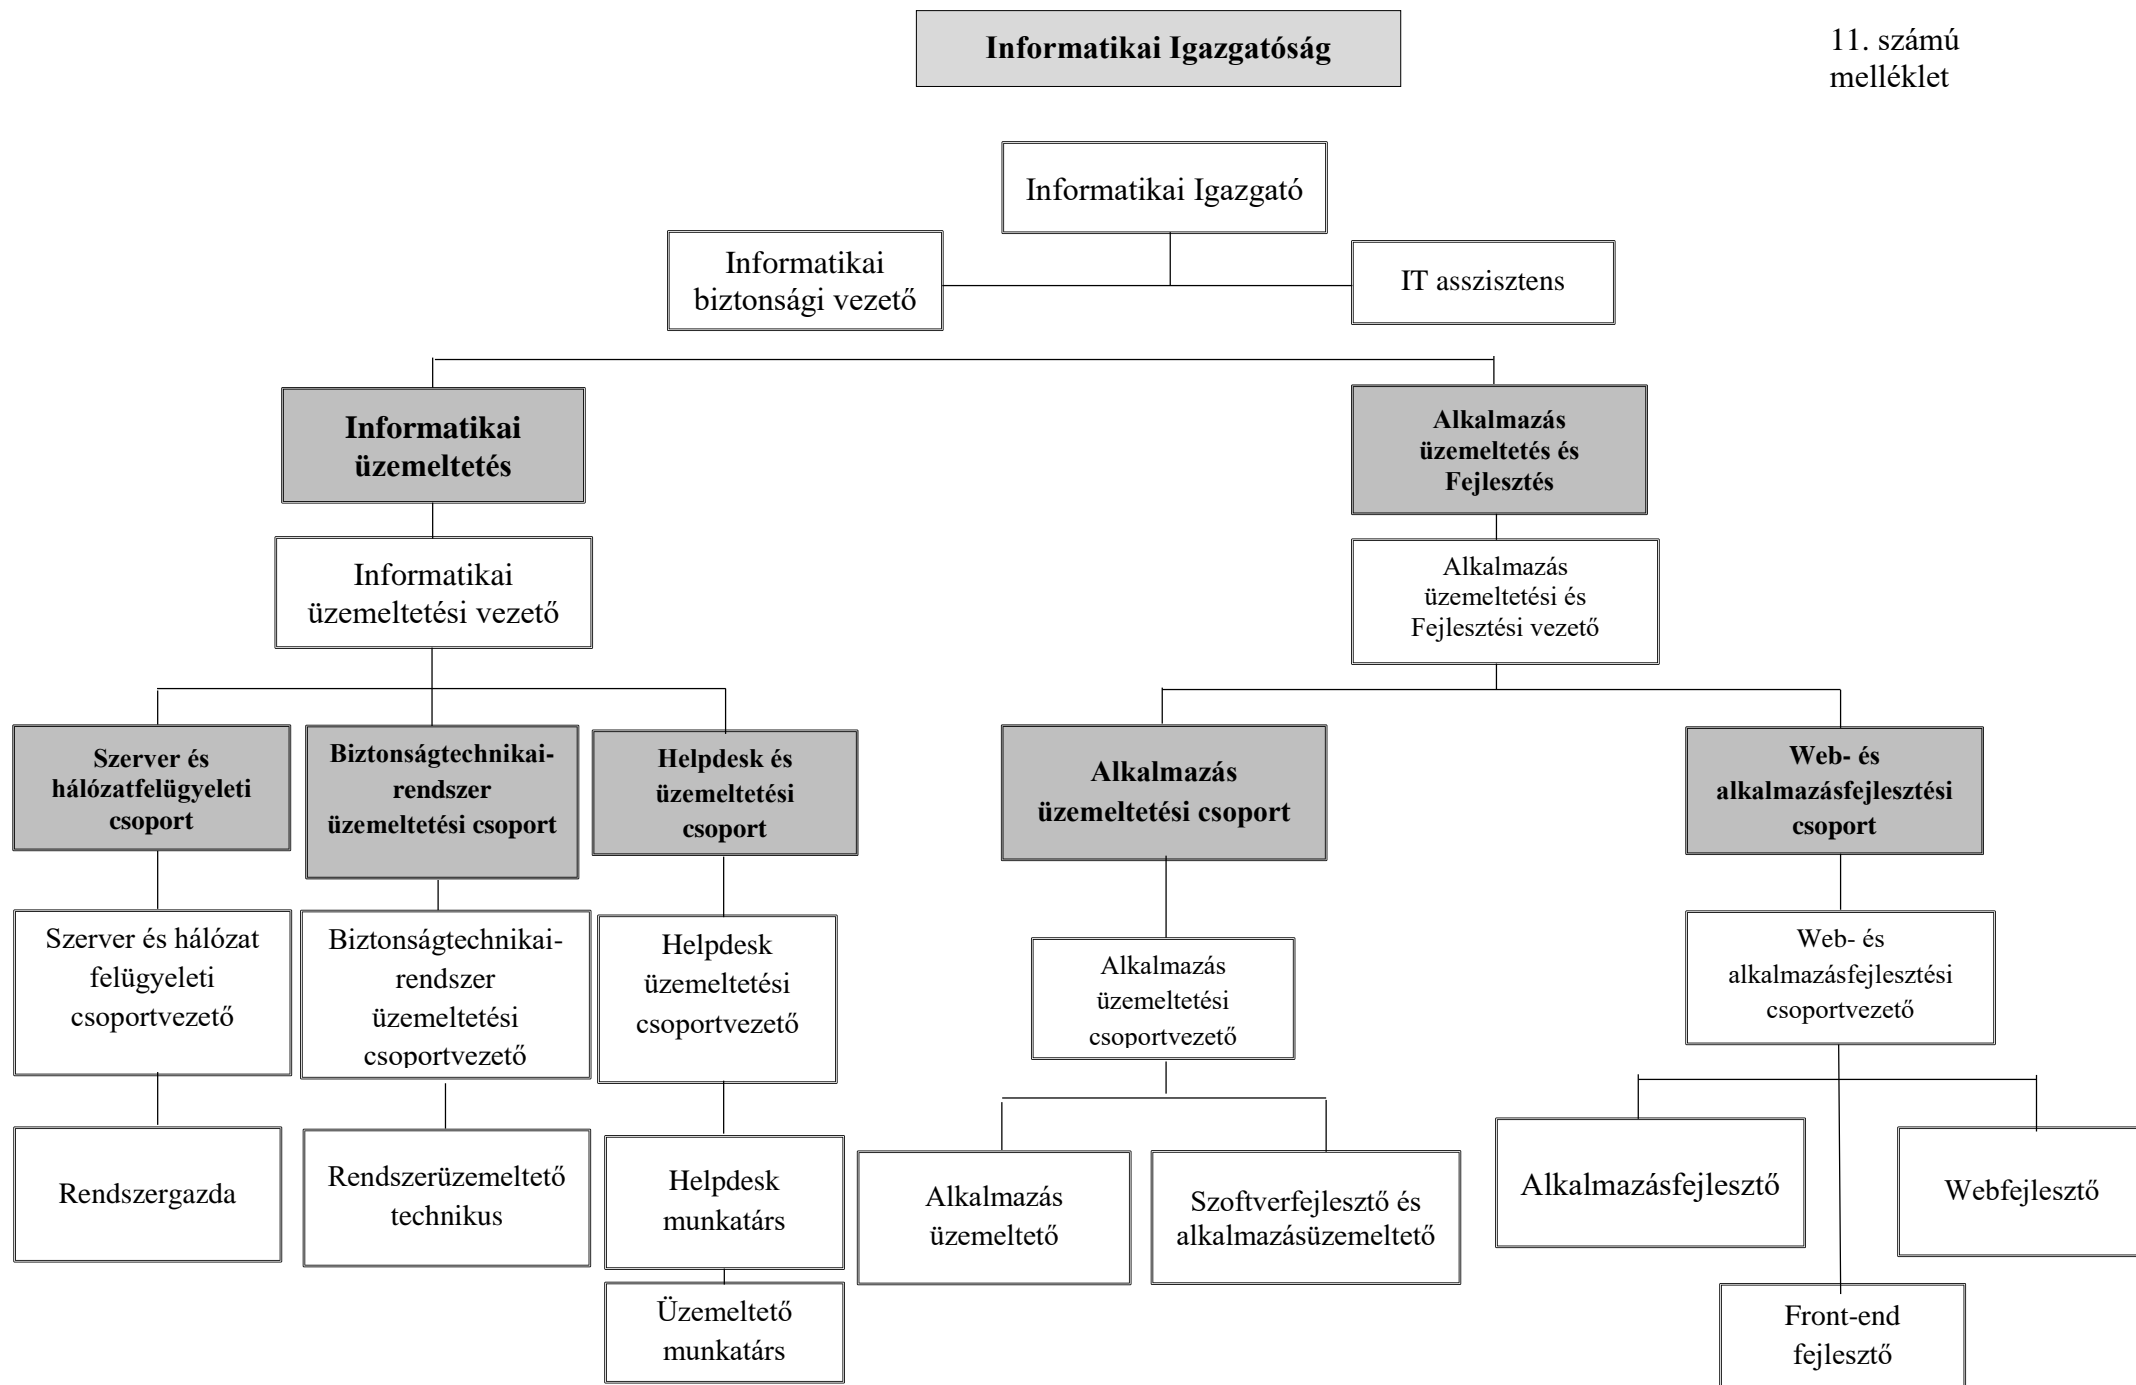 Informatikai Igazgatóság
11. számú
melléklet
Informatikai Igazgató
Informatikai
biztonsági vezető
IT asszisztens
Informatikai
üzemeltetés
Alkalmazás
üzemeltetés és
Fejlesztés
Informatikai
üzemeltetési vezető
Alkalmazás
üzemeltetési és
Fejlesztési vezető
Szerver és
hálózatfelügyeleti
csoport
Biztonságtechnikai-
rendszer
üzemeltetési csoport
Helpdesk és
üzemeltetési
csoport
Alkalmazás
üzemeltetési csoport
Web- és
alkalmazásfejlesztési
csoport
Szerver és hálózat
felügyeleti
csoportvezető
Biztonságtechnikai-
rendszer
üzemeltetési
csoportvezető
Helpdesk
üzemeltetési
csoportvezető
Alkalmazás
üzemeltetési
csoportvezető
Web- és
alkalmazásfejlesztési
csoportvezető
Rendszergazda
Rendszerüzemeltető
technikus
Helpdesk
munkatárs
Alkalmazás
üzemeltető
Szoftverfejlesztő és
alkalmazásüzemeltető
Alkalmazásfejlesztő
Webfejlesztő
Üzemeltető
munkatárs
Front-end
fejlesztő